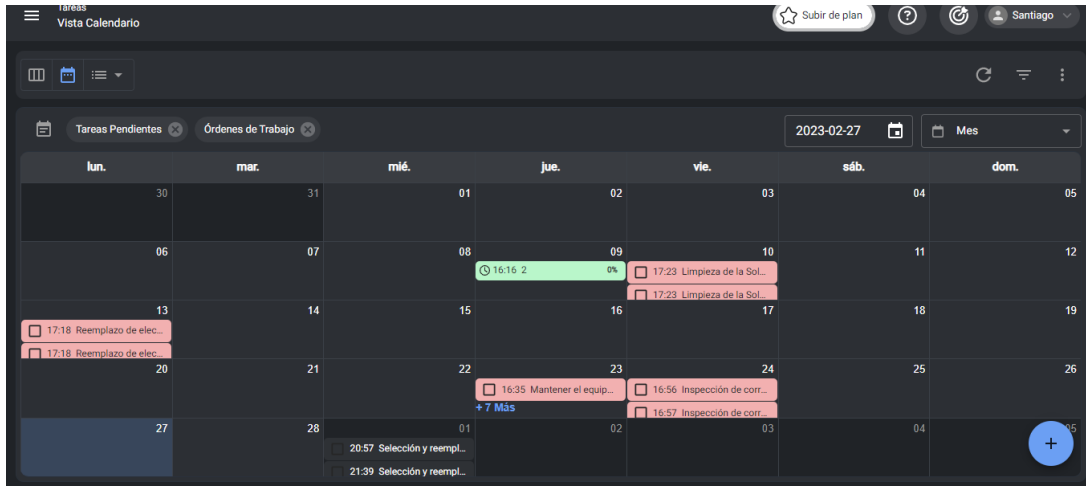 Tareas
Vista Calendario
Subir de plan
Santiago
Tareas Pendientes
Órdenes de Trabajo
2023-02-27
Mes
lun. mar. mié. jue. vie. sáb. dom.
30 31 01 02 03 04 05
06 07 08 09 10 11 12
16:16 2 0%
17:23 Limpieza de la Sol...
17:23 Limpieza de la Sol...
13 14 15 16 17 18 19
17:18 Reemplazo de elec...
17:18 Reemplazo de elec...
20 21 22 23 24 25 26
16:35 Mantener el equip...
+ 7 Más
16:56 Inspección de corr...
16:57 Inspección de corr...
27 28 01 02 03 04 05
20:57 Selección y reempl...
21:39 Selección y reempl...